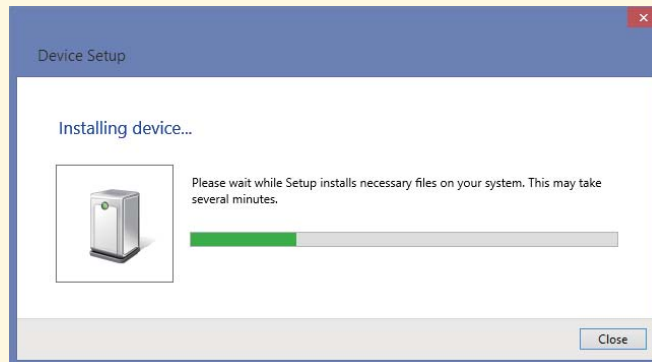 Device Setup
Installing device...
Please wait while Setup installs necessary files on your system. This may take
several minutes.
Close